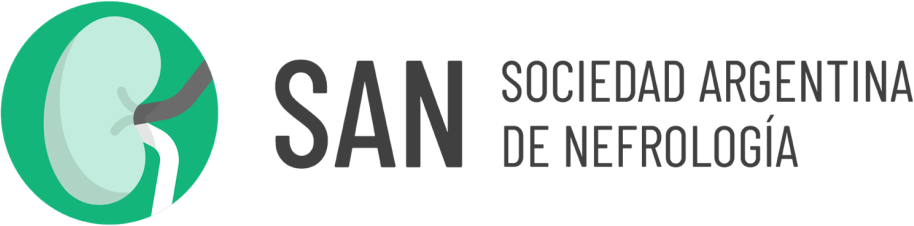 SAN
SOCIEDAD ARGENTINA
DE NEFROLOGÍA